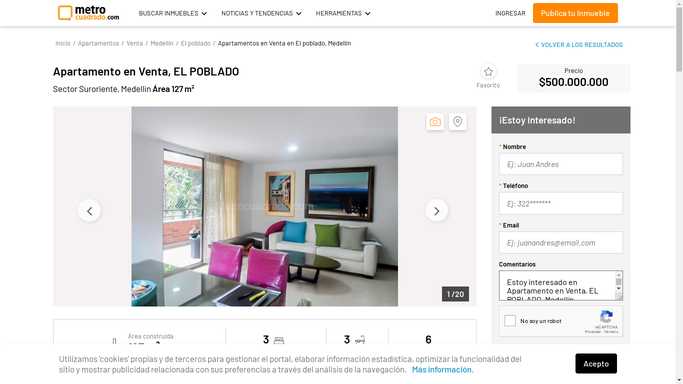 metro
cuadrado.com
BUSCAR INMUEBLES
NOTICIAS Y TENDENCIAS
HERRAMIENTAS
INGRESAR
Publica tu Inmueble
Inicio / Apartamentos / Venta / Medellín / El poblado / Apartamentos en Venta en El poblado, Medellín
VOLVER A LOS RESULTADOS
Apartamento en Venta, EL POBLADO
Sector Suroriente, Medellín Área 127 m²
Favorito
Precio
$500.000.000
1 / 20
¡Estoy Interesado!
* Nombre
Ej: Juan Andres
* Teléfono
Ej: 322*******
* Email
Ej: juanandres@email.com
Comentarios
Estoy interesado en
Apartamento en Venta, EL
POBLADO, Medellín
No soy un robot
reCAPTCHA
Privacidad - Términos
Área construida
3
3
6
Utilizamos 'cookies' propias y de terceros para gestionar el portal, elaborar información estadística, optimizar la funcionalidad del
sitio y mostrar publicidad relacionada con sus preferencias a través del análisis de la navegación. Más información.
Acepto